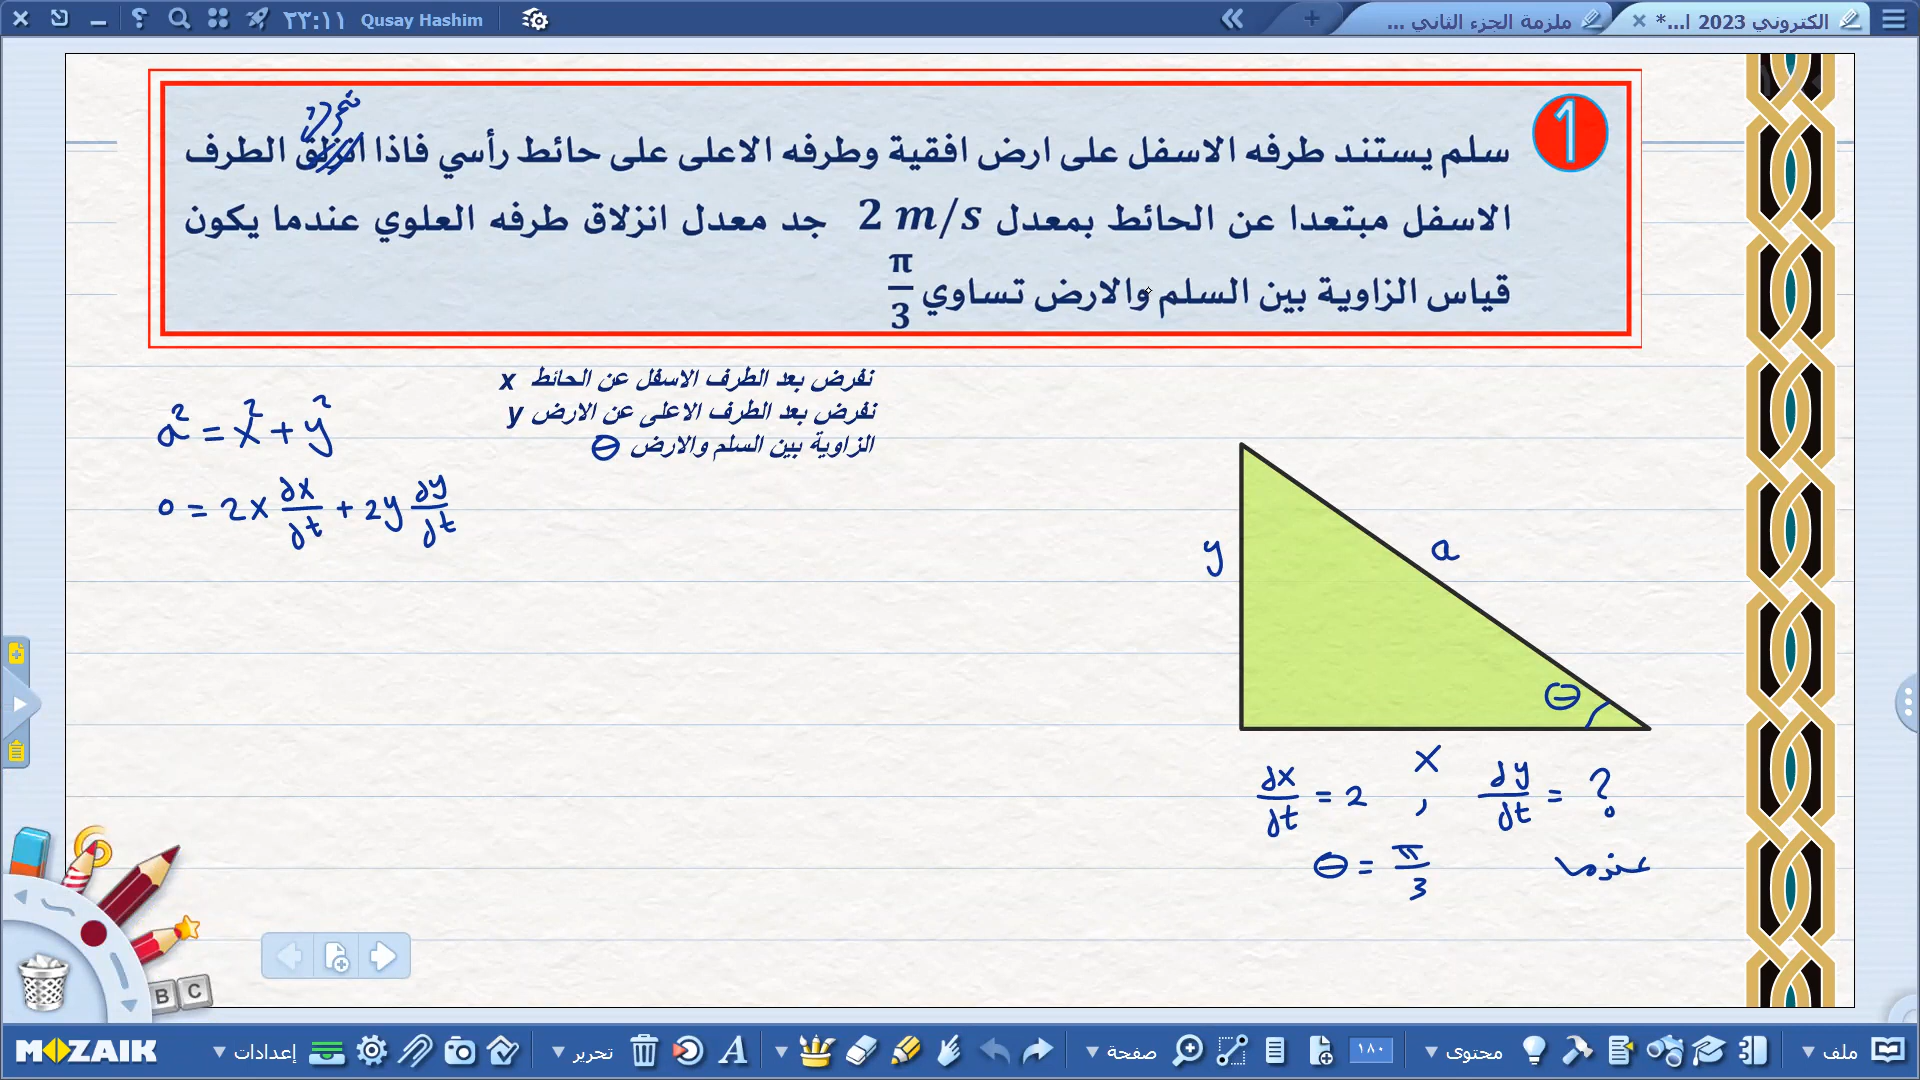 Qusay Hashim ٢٣:١١
ملزمة الجزء الثاني ...
الكتروني 2023 ا...*
1
سلم يستند طرفه الاسفل على ارض افقية وطرفه الاعلى على حائط رأسي فاذا انزلق الطرف
الاسفل مبتعدا عن الحائط بمعدل 2 m/s جد معدل انزلاق طرفه العلوي عندما يكون
قياس الزاوية بين السلم والارض تساوي π/3
نفرض بعد الطرف الاسفل عن الحائط x
نفرض بعد الطرف الاعلى عن الارض y
الزاوية بين السلم والارض Θ
a² = x² + y²
0 = 2x dx/dt + 2y dy/dt
y
a
Θ
x
dx/dt = 2 , dy/dt = ?
عندما Θ = π/3
B C
MOZAIK
إعدادات
تحرير
صفحة
١٨٠
محتوى
ملف